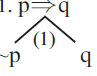 1. p⇒q
(1)
~p q